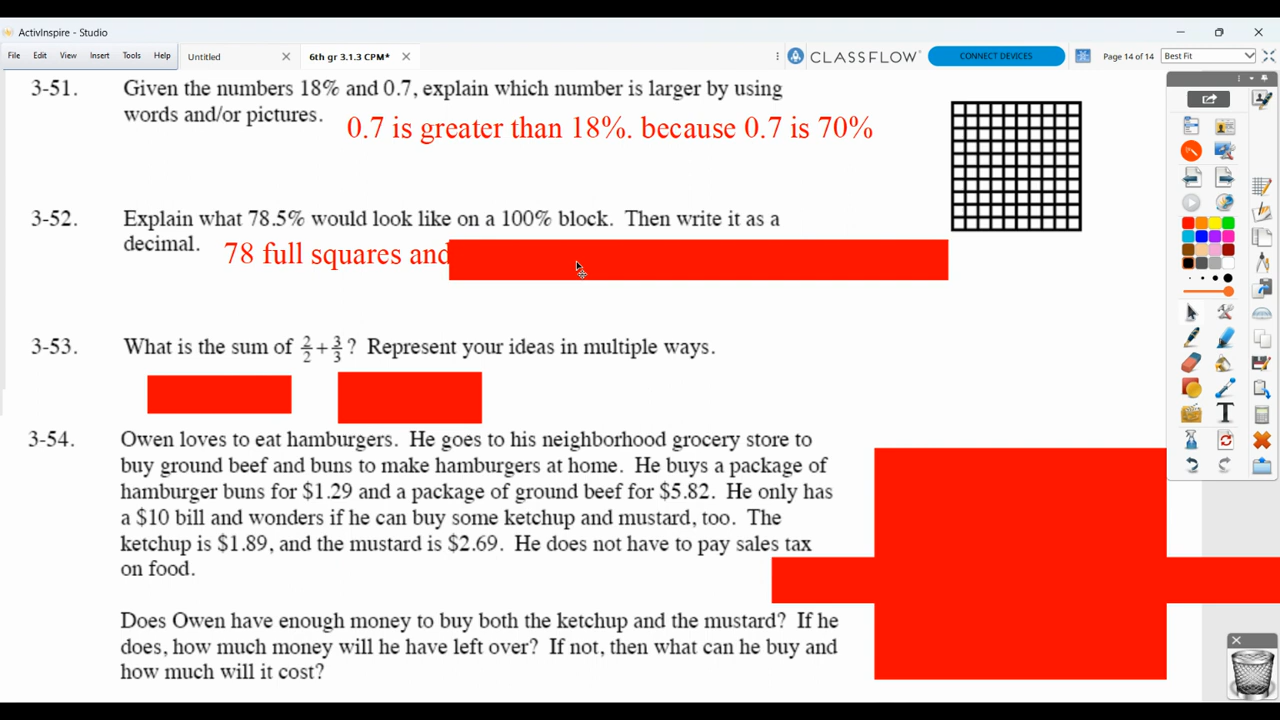 ActivInspire - Studio
File Edit View Insert Tools Help Untitled 6th gr 3.1.3 CPM* CLASSFLOW CONNECT DEVICES Page 14 of 14 Best Fit
3-51. Given the numbers 18% and 0.7, explain which number is larger by using
words and/or pictures.
0.7 is greater than 18%. because 0.7 is 70%
3-52. Explain what 78.5% would look like on a 100% block. Then write it as a
decimal.
78 full squares and
3-53. What is the sum of 2/2 + 3/3 ? Represent your ideas in multiple ways.
3-54. Owen loves to eat hamburgers. He goes to his neighborhood grocery store to
buy ground beef and buns to make hamburgers at home. He buys a package of
hamburger buns for $1.29 and a package of ground beef for $5.82. He only has
a $10 bill and wonders if he can buy some ketchup and mustard, too. The
ketchup is $1.89, and the mustard is $2.69. He does not have to pay sales tax
on food.
Does Owen have enough money to buy both the ketchup and the mustard? If he
does, how much money will he have left over? If not, then what can he buy and
how much will it cost?